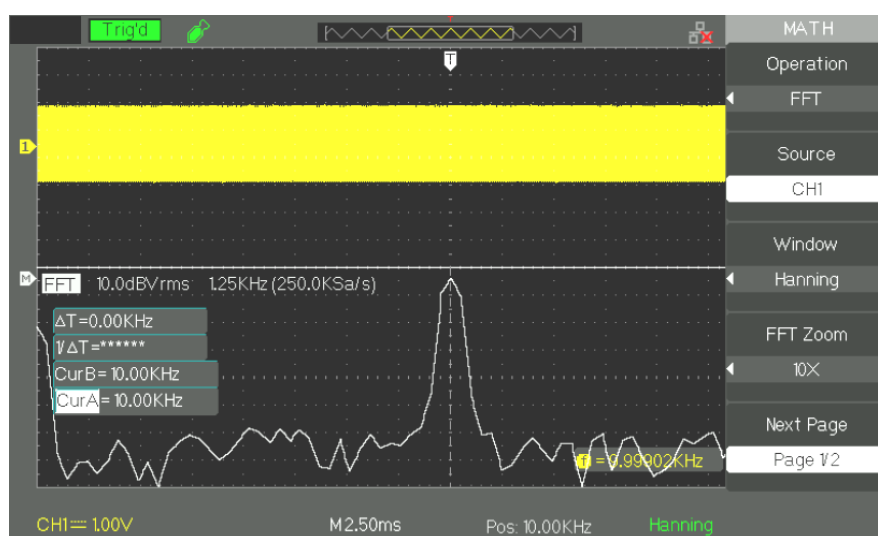 Trig'd
MATH
T
Operation
FFT
1
Source
CH1
Window
M FFT 10.0dBVrms 1.25KHz (250.0KSa/s)
Hanning
ΔT=0.00KHz
1/ΔT=******
FFT Zoom
CurB= 10.00KHz
10X
CurA= 10.00KHz
Next Page
f = 9.99902KHz
Page 1/2
CH1 1.00V M 2.50ms Pos: 10.00KHz Hanning